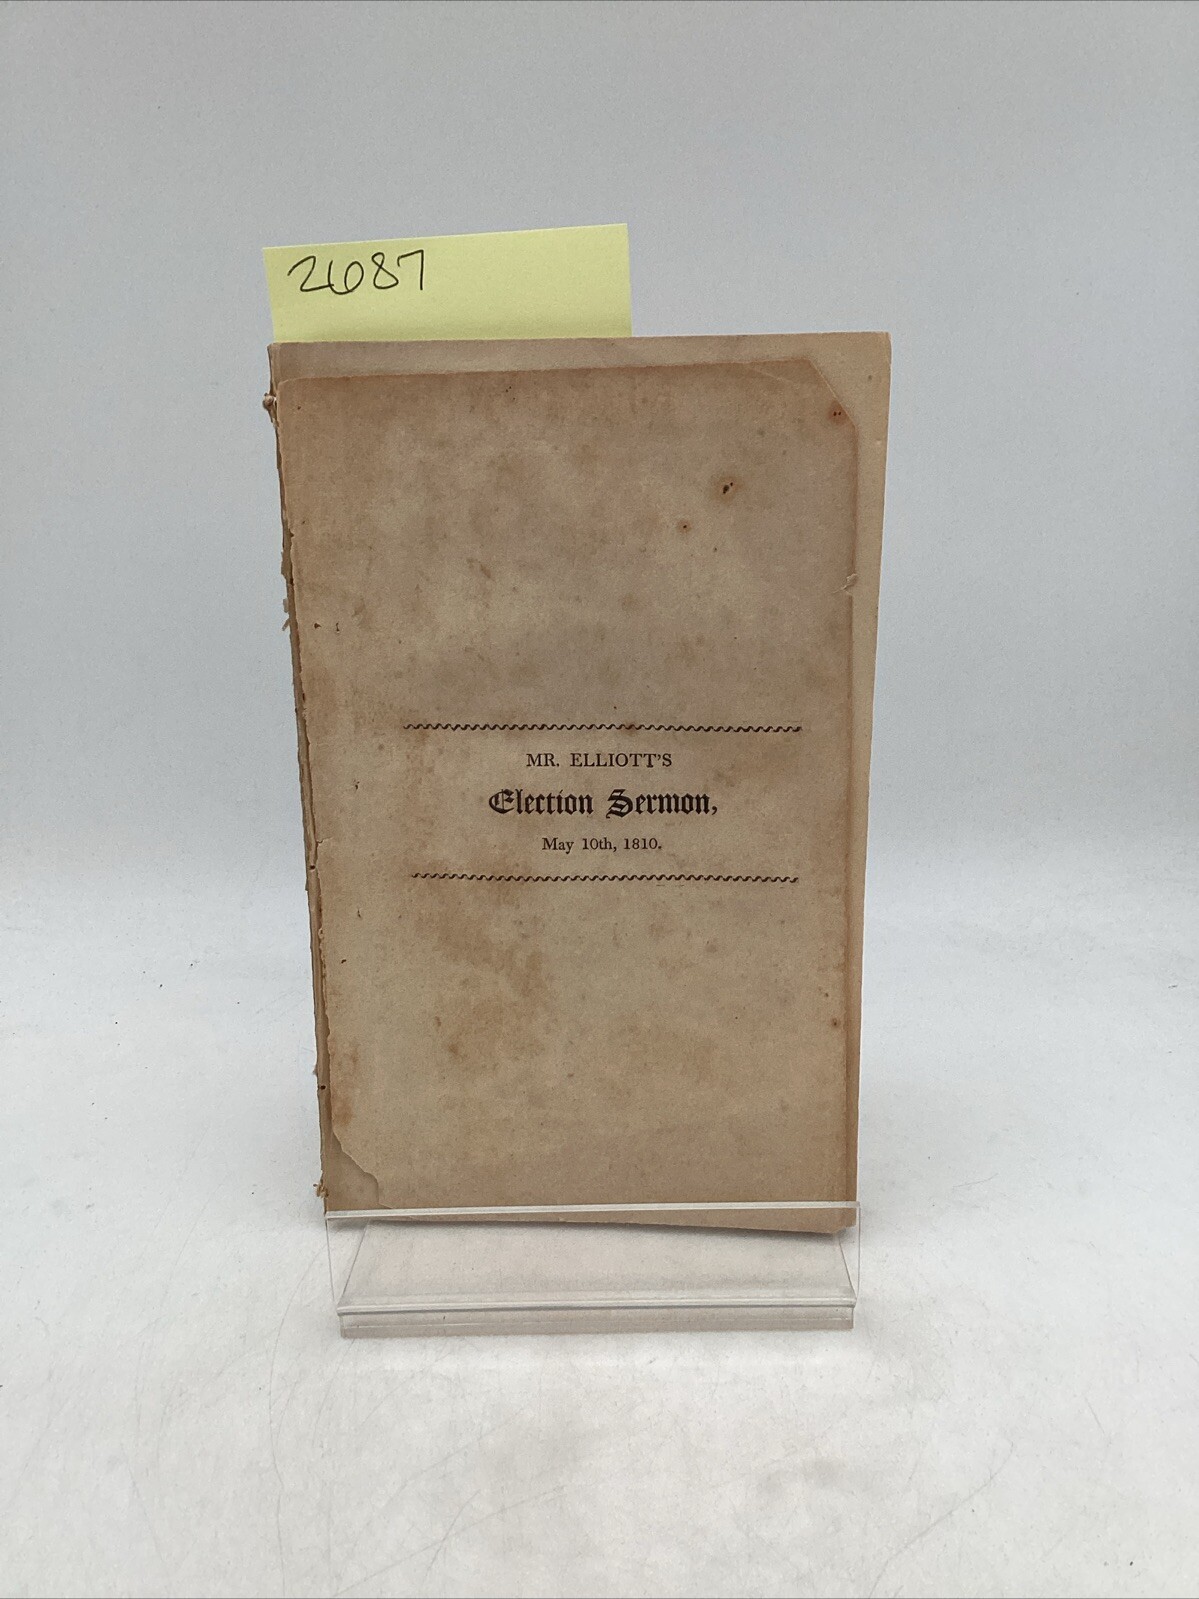 2687
MR. ELLIOTT'S
Election Sermon,
May 10th, 1810.